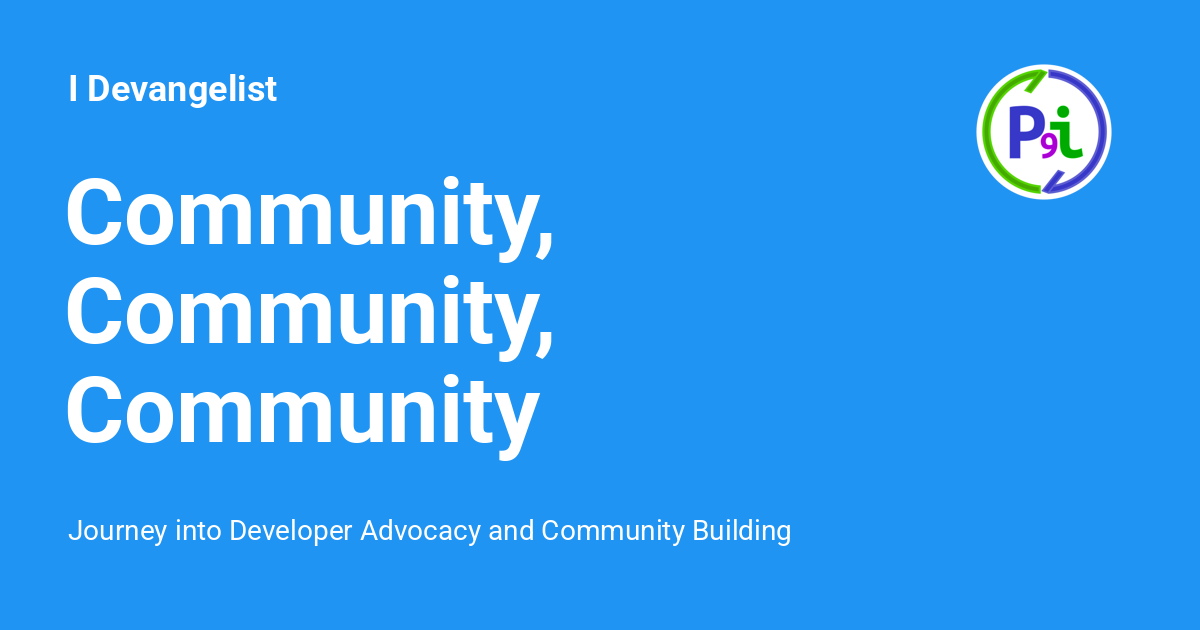 I Devangelist
P9i
Community,
Community,
Community
Journey into Developer Advocacy and Community Building